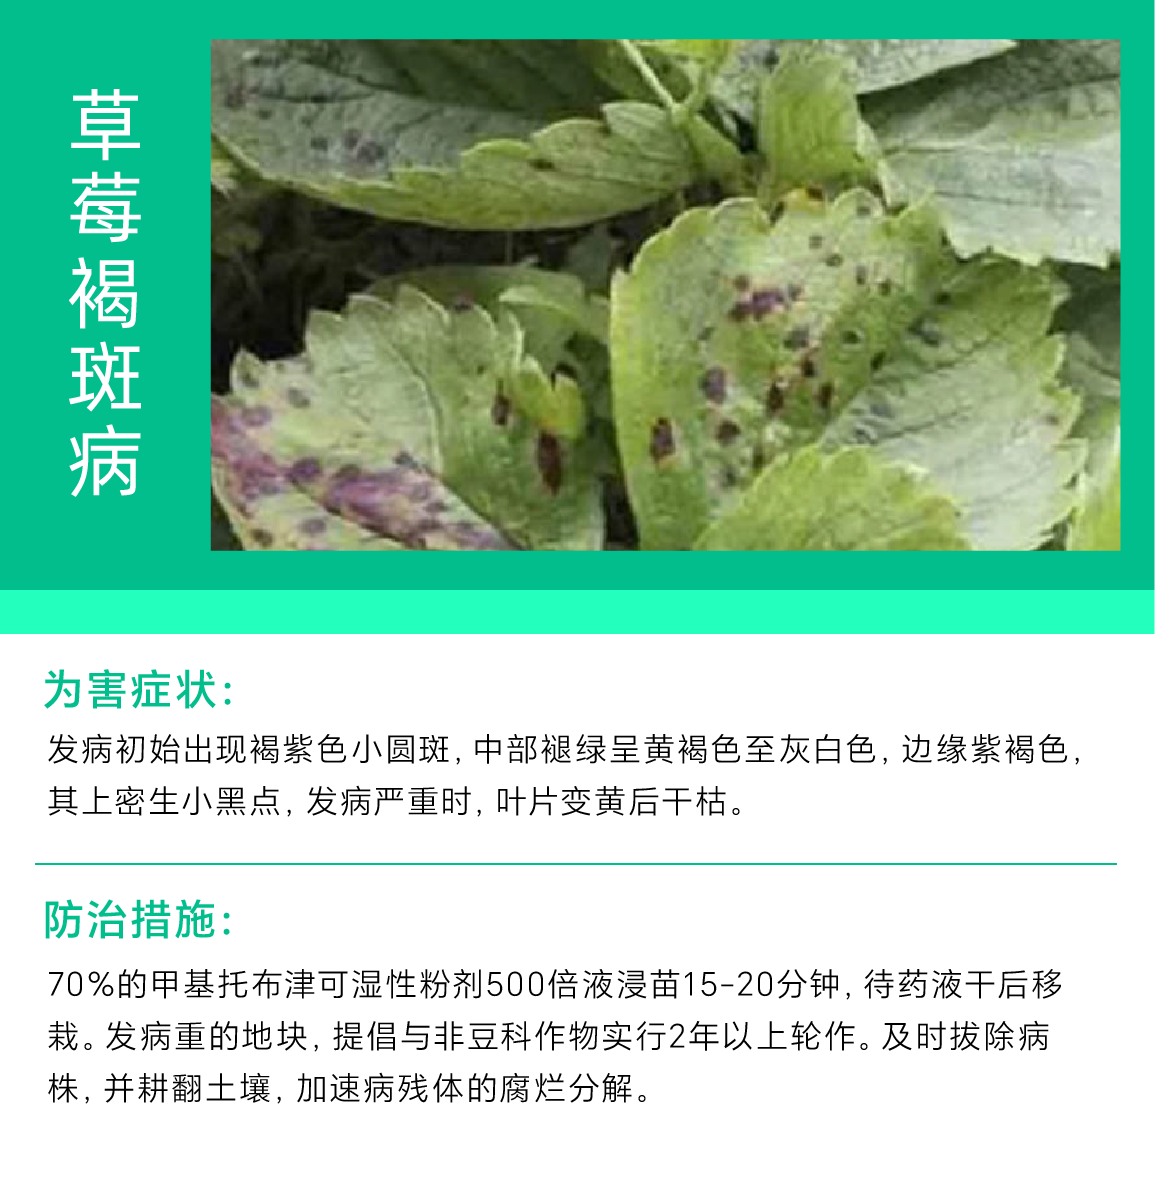 草莓褐斑病
为害症状：
发病初始出现褐紫色小圆斑，中部褪绿呈黄褐色至灰白色，边缘紫褐色，
其上密生小黑点，发病严重时，叶片变黄后干枯。
防治措施：
70%的甲基托布津可湿性粉剂500倍液浸苗15-20分钟，待药液干后移
栽。发病重的地块，提倡与非豆科作物实行2年以上轮作。及时拔除病
株，并耕翻土壤，加速病残体的腐烂分解。